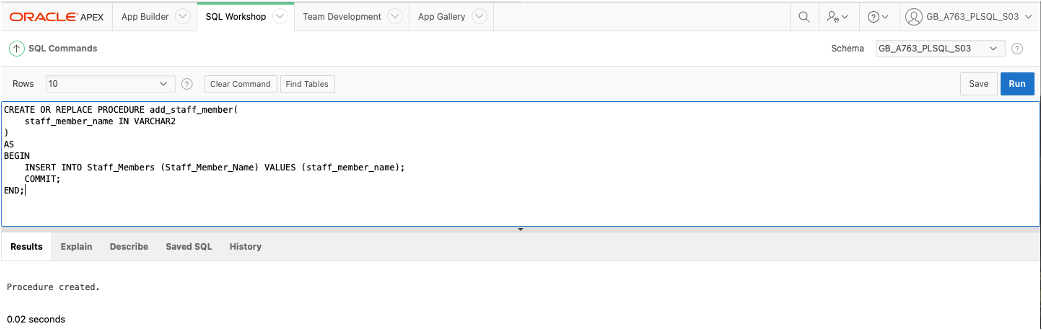 ORACLE APEX App Builder SQL Workshop Team Development App Gallery GB_A763_PLSQL_S03
SQL Commands Schema GB_A763_PLSQL_S03
Rows 10 Clear Command Find Tables Save Run
CREATE OR REPLACE PROCEDURE add_staff_member(
staff_member_name IN VARCHAR2
)
AS
BEGIN
INSERT INTO Staff_Members (Staff_Member_Name) VALUES (staff_member_name);
COMMIT;
END;
Results Explain Describe Saved SQL History
Procedure created.
0.02 seconds